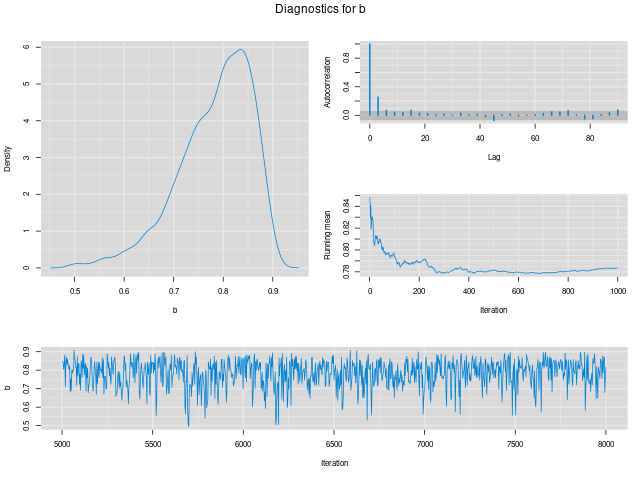 Diagnostics for b
Density
0 1 2 3 4 5 6
0.5 0.6 0.7 0.8 0.9
b
Autocorrelation
0.0 0.4 0.8
0 20 40 60 80
Lag
Running mean
0.78 0.80 0.82 0.84
0 200 400 600 800 1000
Iteration
b
0.5 0.6 0.7 0.8 0.9
5000 5500 6000 6500 7000 7500 8000
Iteration